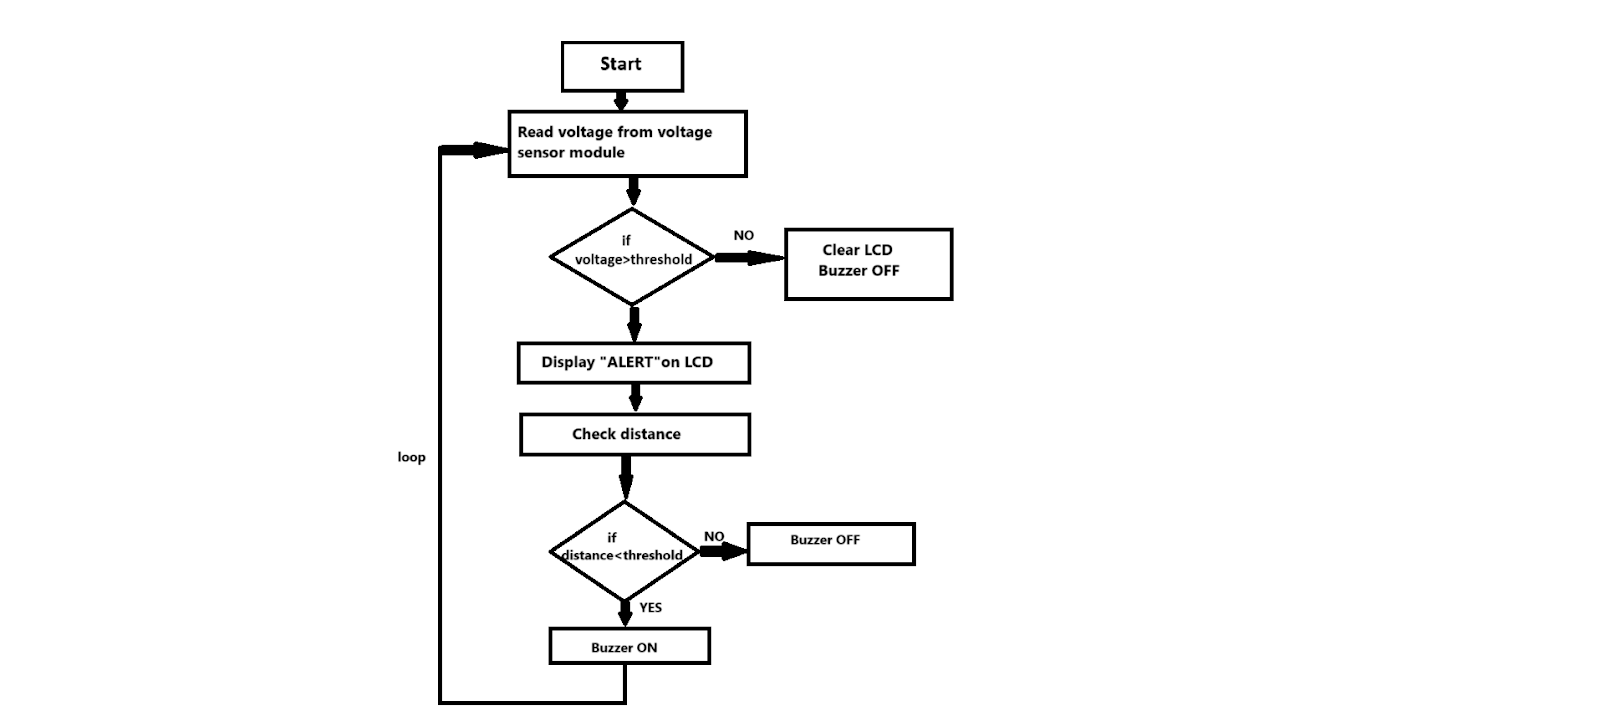 Start
Read voltage from voltage
sensor module
if
voltage>threshold
NO
Clear LCD
Buzzer OFF
Display "ALERT"on LCD
Check distance
loop
if
distance<threshold
NO
Buzzer OFF
YES
Buzzer ON